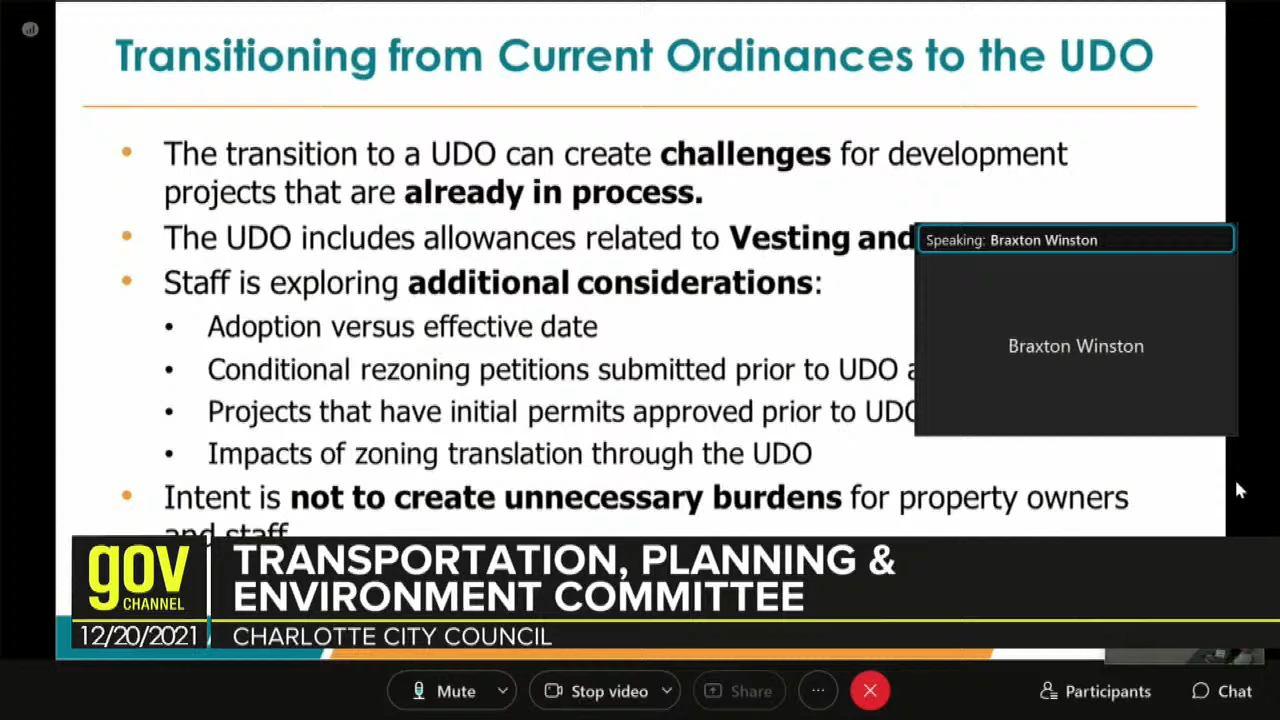 Transitioning from Current Ordinances to the UDO
• The transition to a UDO can create challenges for development
projects that are already in process.
• The UDO includes allowances related to Vesting and
• Staff is exploring additional considerations:
• Adoption versus effective date
• Conditional rezoning petitions submitted prior to UDO
• Projects that have initial permits approved prior to UDO
• Impacts of zoning translation through the UDO
• Intent is not to create unnecessary burdens for property owners
and staff
Speaking: Braxton Winston
Braxton Winston
gov
CHANNEL
12/20/2021
TRANSPORTATION, PLANNING &
ENVIRONMENT COMMITTEE
CHARLOTTE CITY COUNCIL
Mute
Stop video
Share
Participants
Chat